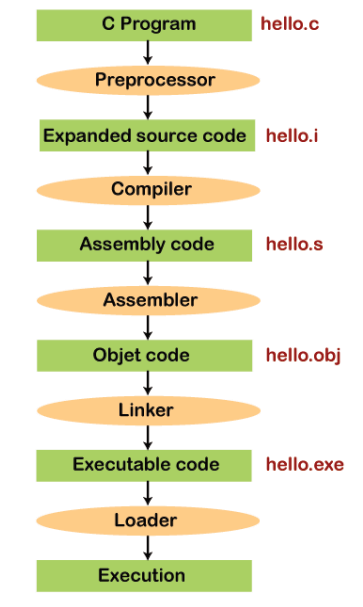 C Program hello.c
Preprocessor
Expanded source code hello.i
Compiler
Assembly code hello.s
Assembler
Objet code hello.obj
Linker
Executable code hello.exe
Loader
Execution